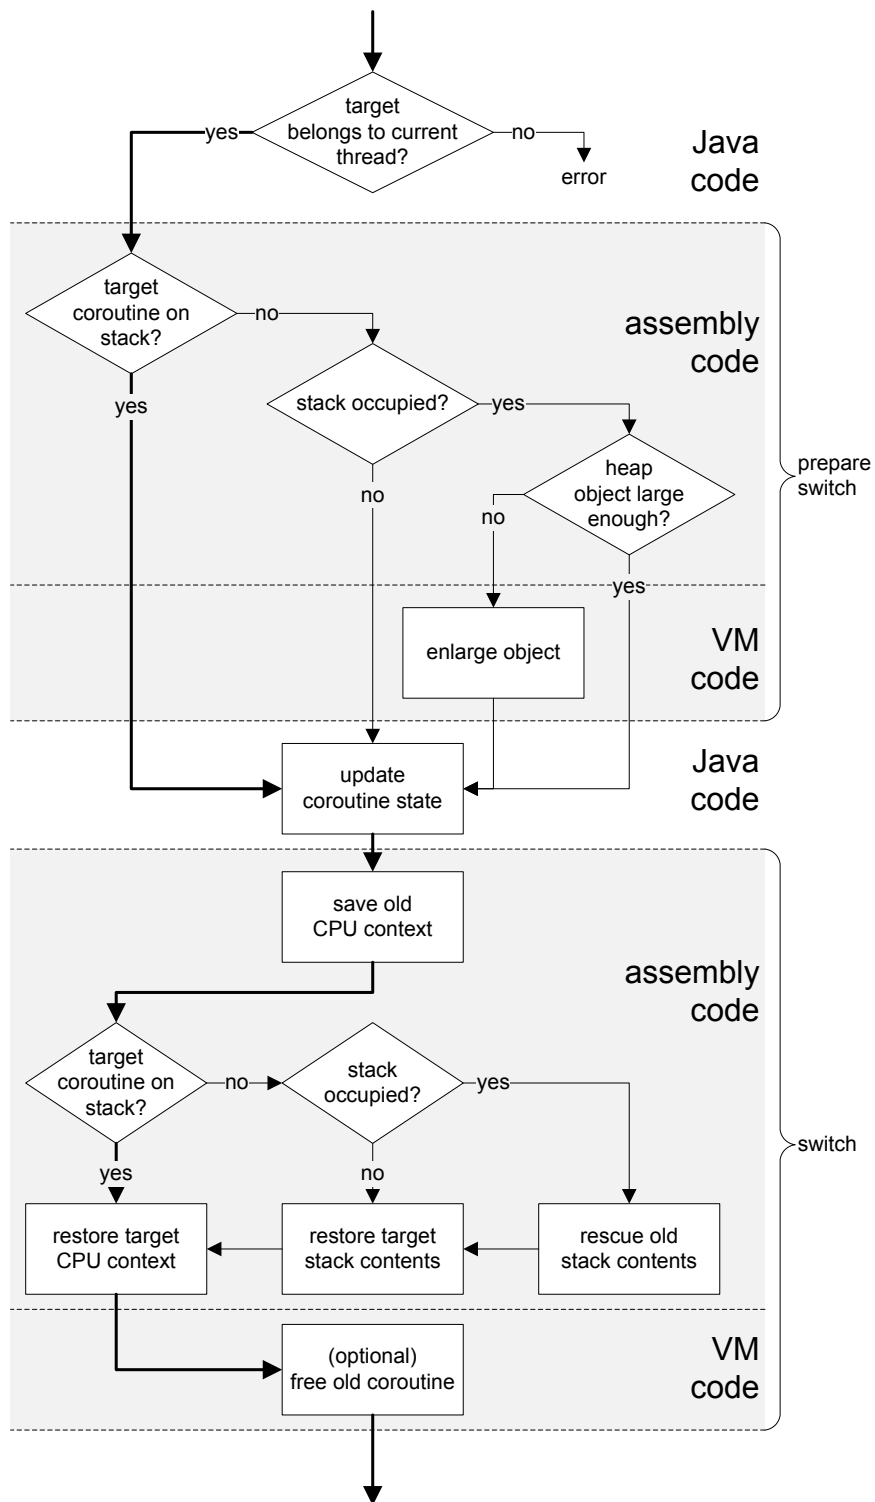 target
belongs to current
thread?
yes
no
error
Java
code
target
coroutine on
stack?
no
assembly
code
yes
stack occupied?
yes
heap
object large
enough?
prepare
switch
no
no
yes
enlarge object
VM
code
update
coroutine state
Java
code
save old
CPU context
assembly
code
target
coroutine on
stack?
no
stack
occupied?
yes
yes
no
switch
restore target
CPU context
restore target
stack contents
rescue old
stack contents
(optional)
free old coroutine
VM
code